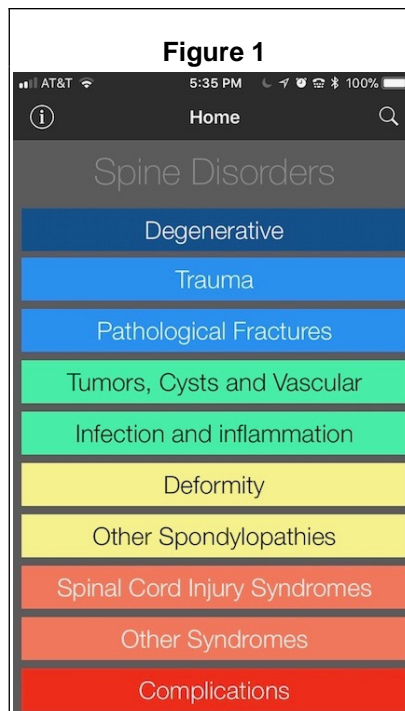 Figure 1
AT&T 5:35 PM 100%
Home
Spine Disorders
Degenerative
Trauma
Pathological Fractures
Tumors, Cysts and Vascular
Infection and inflammation
Deformity
Other Spondylopathies
Spinal Cord Injury Syndromes
Other Syndromes
Complications